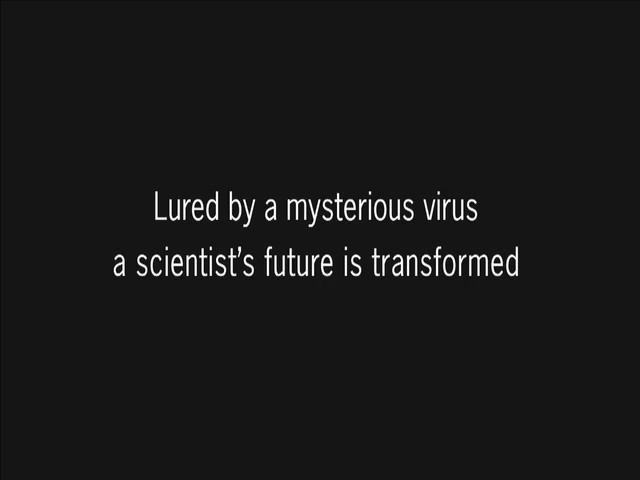 Lured by a mysterious virus
a scientist's future is transformed